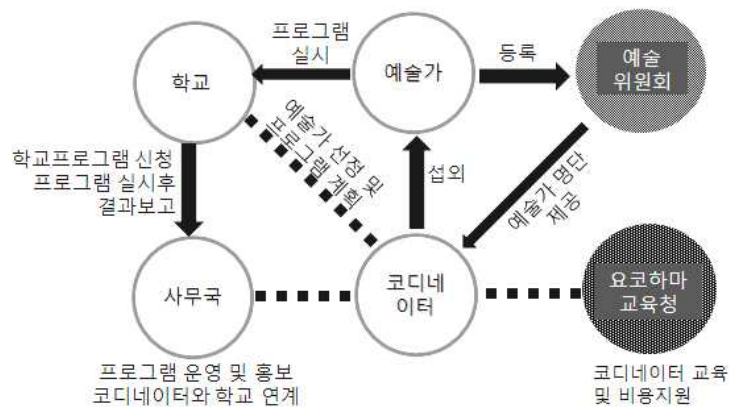 프로그램
실시
학교
예술가
등록
예술
위원회
예술가 선정 및
프로그램 계획
학교프로그램 신청
프로그램 실시후
결과보고
섭외
예술가 명단
제공
사무국
코디네
이터
요코하마
교육청
프로그램 운영 및 홍보
코디네이터와 학교 연계
코디네이터 교육
및 비용지원